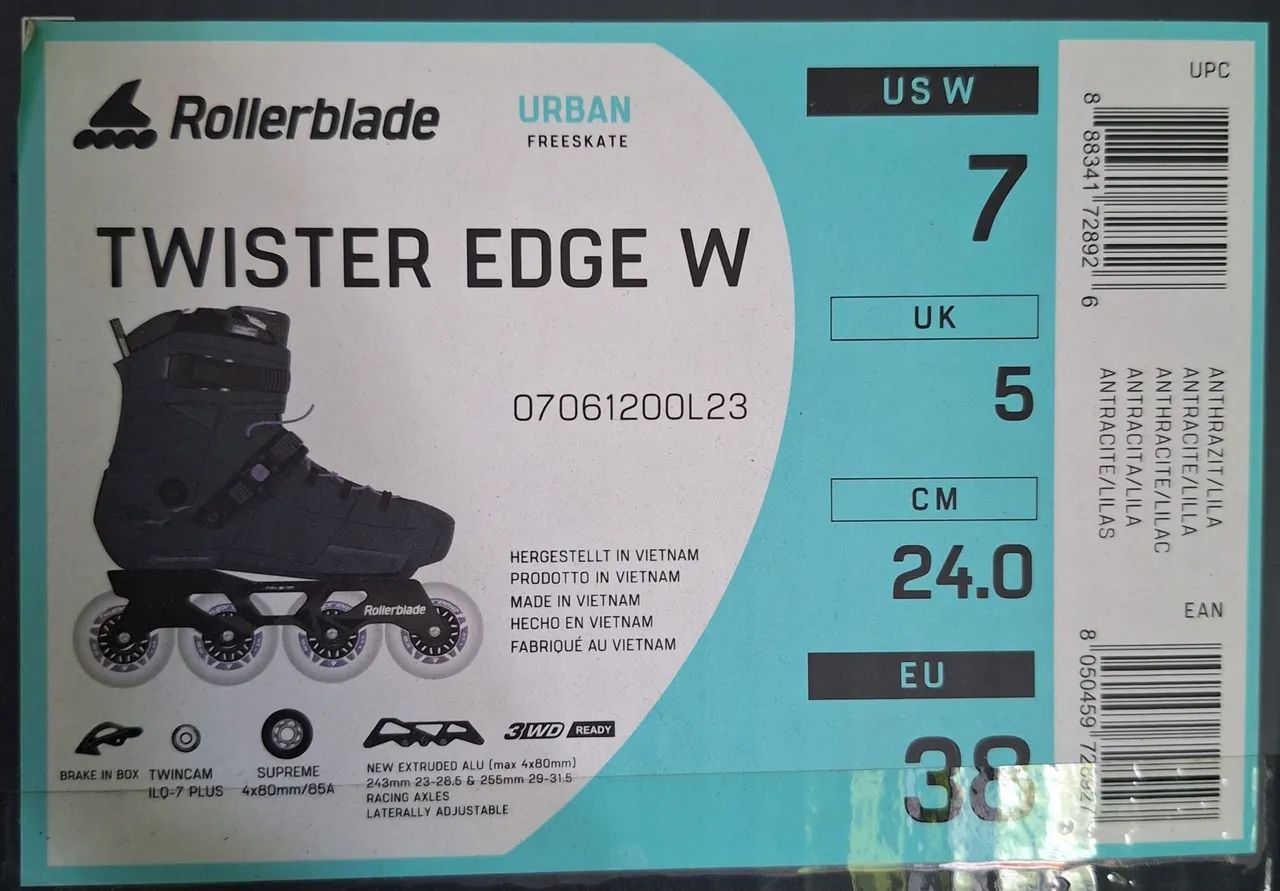 Rollerblade
URBAN
FREESKATE
TWISTER EDGE W
07061200L23
Rollerblade
HERGESTELLT IN VIETNAM
PRODOTTO IN VIETNAM
MADE IN VIETNAM
HECHO EN VIETNAM
FABRIQUÉ AU VIETNAM
BRAKE IN BOX
TWINCAM
ILQ-7 PLUS
SUPREME
4x80mm/85A
3WD READY
NEW EXTRUDED ALU (max 4x80mm)
243mm 23-28.5 & 255mm 29-31.5
RACING AXLES
LATERALLY ADJUSTABLE
US W
7
UK
5
CM
24.0
EU
38
UPC
8 88341 72892 6
ANTHRAZIT/LILA
ANTRACITE/LILLA
ANTHRACITE/LILAC
ANTRACITA/LILA
ANTRACITE/LILAS
EAN
8 050459 728927